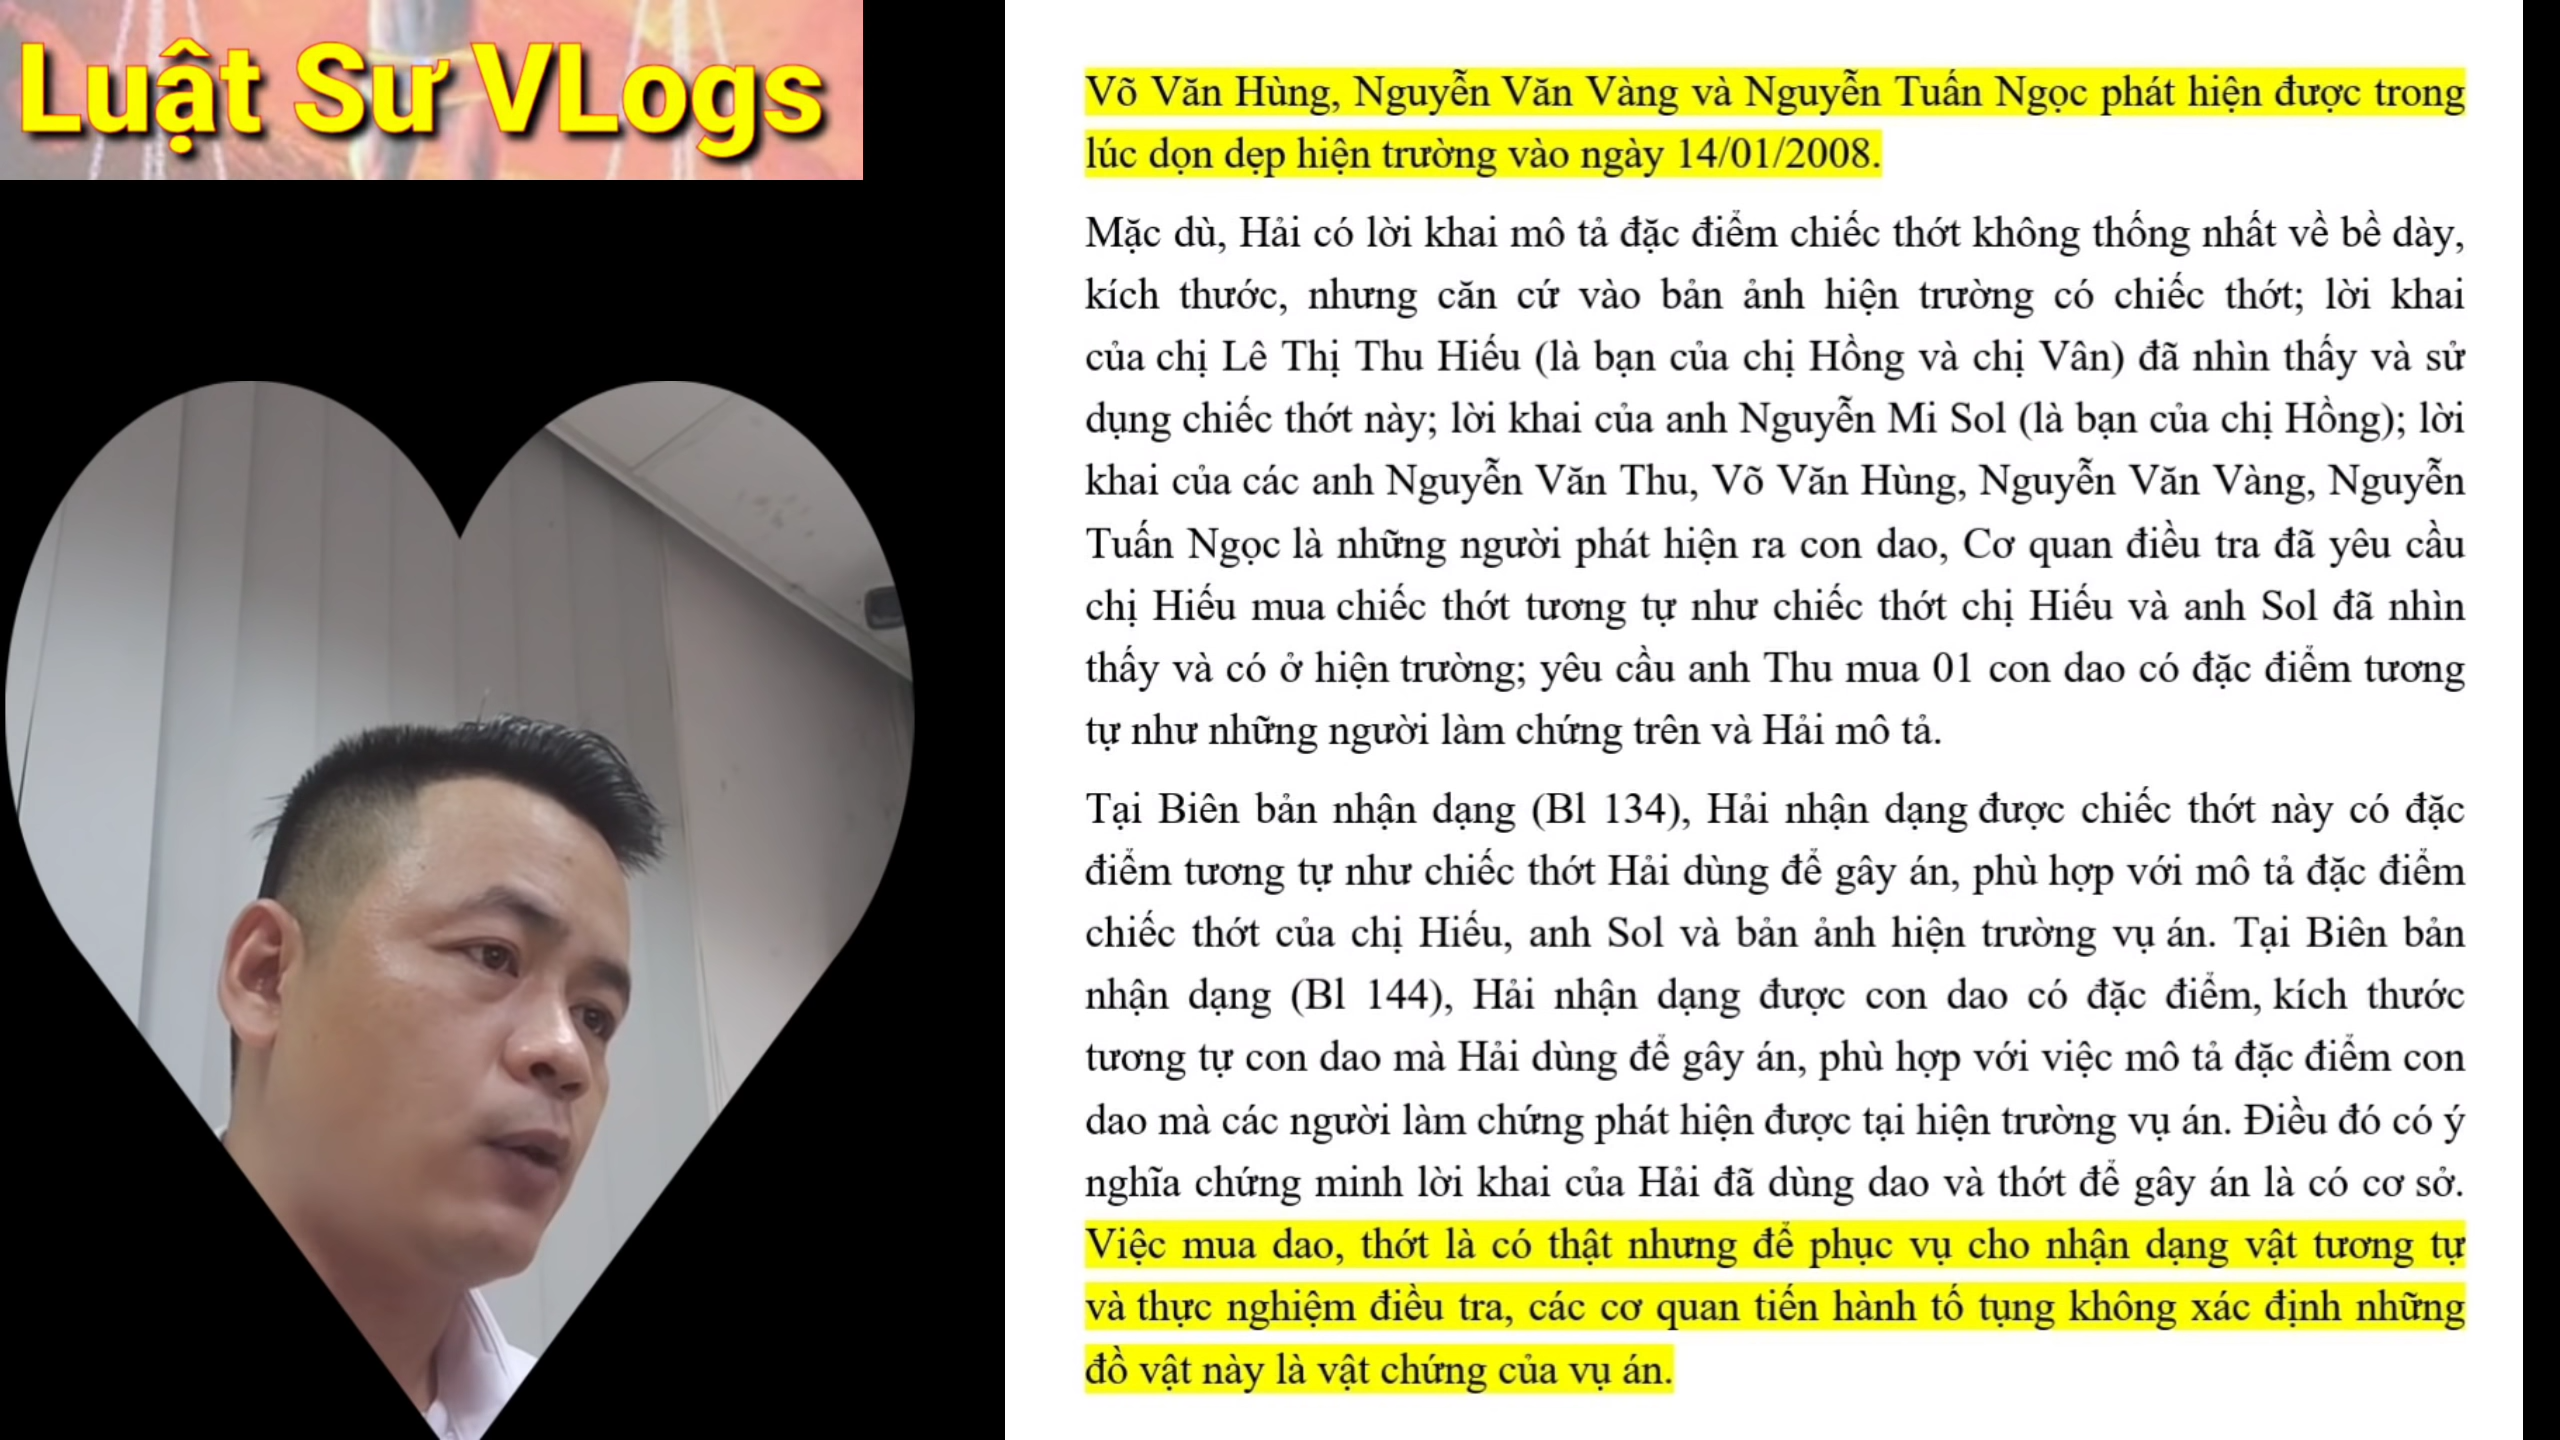 Luật Sư VLogs
Võ Văn Hùng, Nguyễn Văn Vàng và Nguyễn Tuấn Ngọc phát hiện được trong
lúc dọn dẹp hiện trường vào ngày 14/01/2008.
Mặc dù, Hải có lời khai mô tả đặc điểm chiếc thớt không thống nhất về bề dày,
kích thước, nhưng căn cứ vào bản ảnh hiện trường có chiếc thớt; lời khai
của chị Lê Thị Thu Hiếu (là bạn của chị Hồng và chị Vân) đã nhìn thấy và sử
dụng chiếc thớt này; lời khai của anh Nguyễn Mi Sol (là bạn của chị Hồng); lời
khai của các anh Nguyễn Văn Thu, Võ Văn Hùng, Nguyễn Văn Vàng, Nguyễn
Tuấn Ngọc là những người phát hiện ra con dao, Cơ quan điều tra đã yêu cầu
chị Hiếu mua chiếc thớt tương tự như chiếc thớt chị Hiếu và anh Sol đã nhìn
thấy và có ở hiện trường; yêu cầu anh Thu mua 01 con dao có đặc điểm tương
tự như những người làm chứng trên và Hải mô tả.
Tại Biên bản nhận dạng (Bl 134), Hải nhận dạng được chiếc thớt này có đặc
điểm tương tự như chiếc thớt Hải dùng để gây án, phù hợp với mô tả đặc điểm
chiếc thớt của chị Hiếu, anh Sol và bản ảnh hiện trường vụ án. Tại Biên bản
nhận dạng (Bl 144), Hải nhận dạng được con dao có đặc điểm, kích thước
tương tự con dao mà Hải dùng để gây án, phù hợp với việc mô tả đặc điểm con
dao mà các người làm chứng phát hiện được tại hiện trường vụ án. Điều đó có ý
nghĩa chứng minh lời khai của Hải đã dùng dao và thớt để gây án là có cơ sở.
Việc mua dao, thớt là có thật nhưng để phục vụ cho nhận dạng vật tương tự
và thực nghiệm điều tra, các cơ quan tiến hành tố tụng không xác định những
đồ vật này là vật chứng của vụ án.